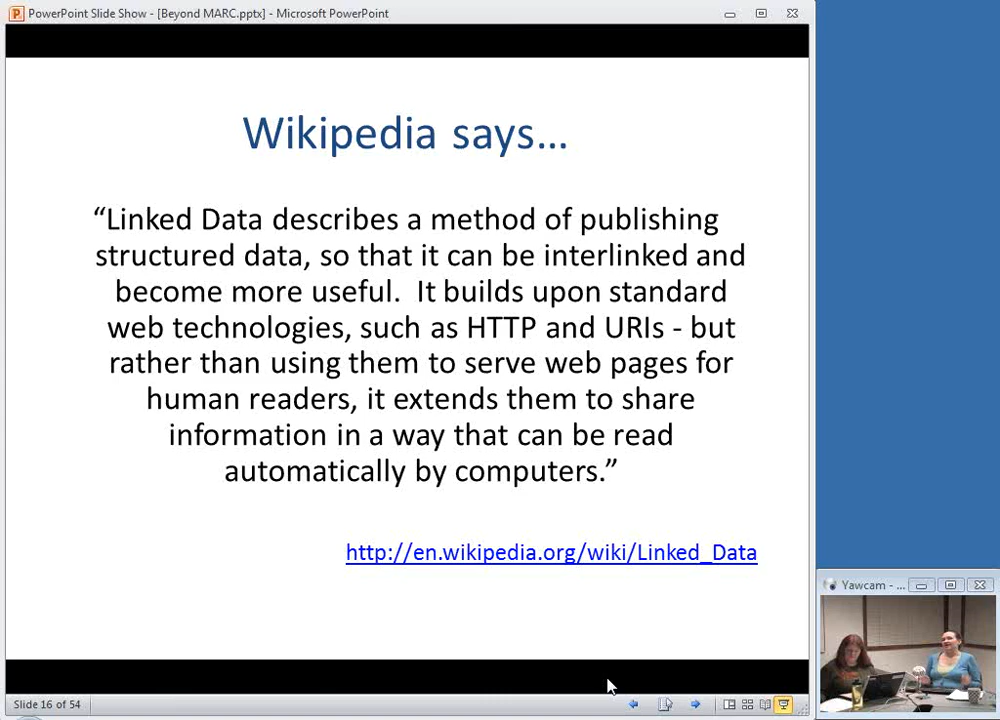 PowerPoint Slide Show - [Beyond MARC.pptx] - Microsoft PowerPoint
Wikipedia says...
“Linked Data describes a method of publishing
structured data, so that it can be interlinked and
become more useful.  It builds upon standard
web technologies, such as HTTP and URIs - but
rather than using them to serve web pages for
human readers, it extends them to share
information in a way that can be read
automatically by computers.”
http://en.wikipedia.org/wiki/Linked_Data
Yawcam - ...
Slide 16 of 54